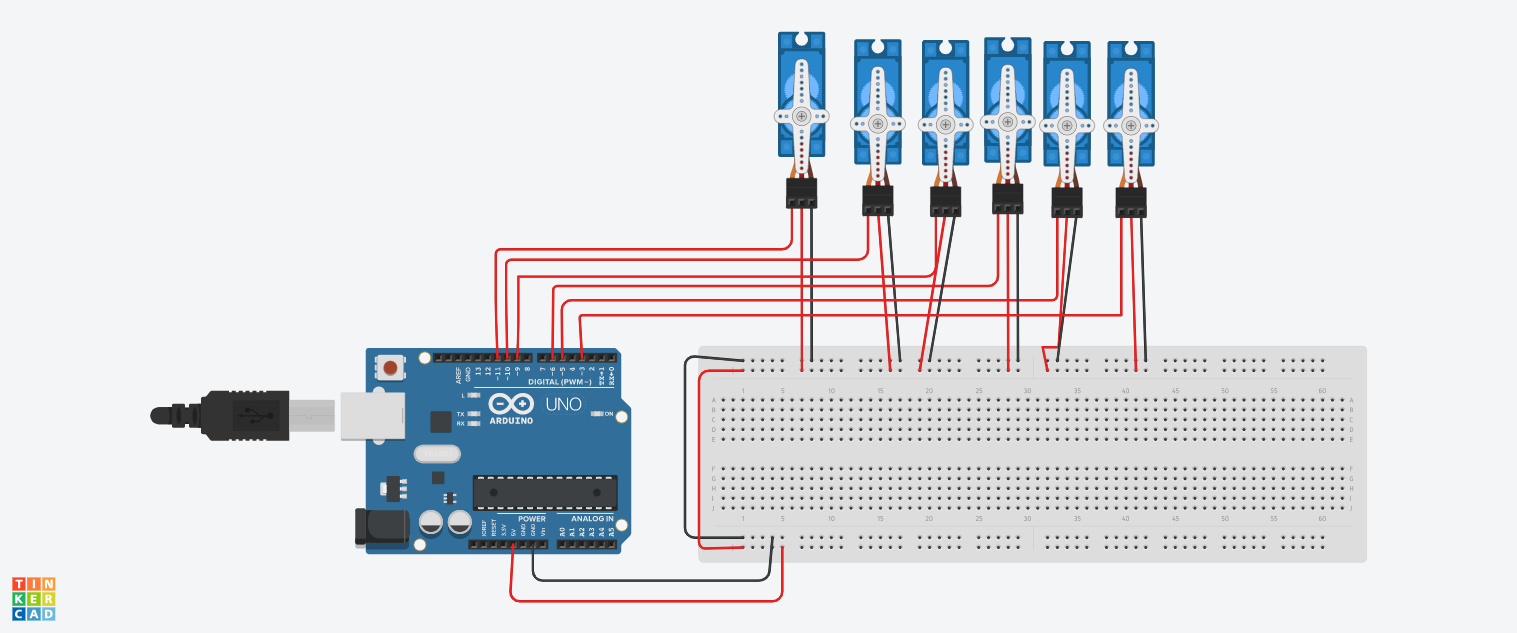 AREF
GND
13
12
~11
~10
~9
8
7
~6
~5
4
~3
2
TX→1
RX←0
DIGITAL (PWM~)
L
TX
RX
ARDUINO
UNO
ON
POWER
ANALOG IN
IOREF
RESET
3.3V
5V
GND
GND
Vin
A0
A1
A2
A3
A4
A5
1 5 10 15 20 25 30 35 40 45 50 55 60
A A
B B
C C
D D
E E
F F
G G
H H
I I
J J
1 5 10 15 20 25 30 35 40 45 50 55 60
TIN
KER
CAD